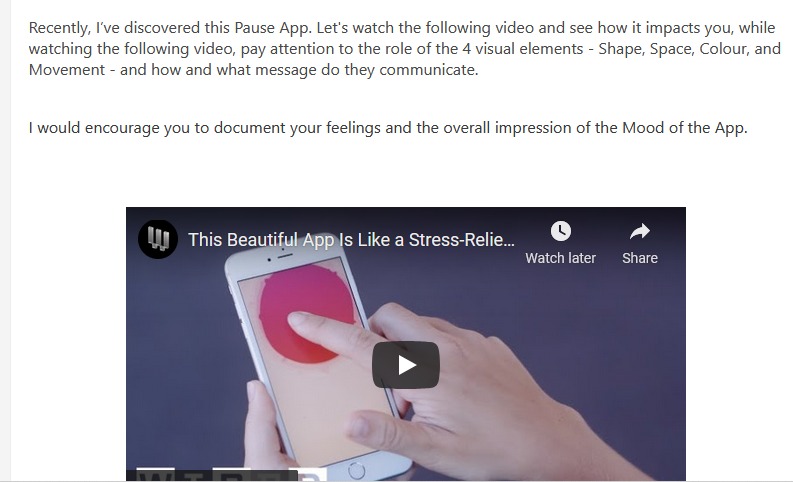 Recently, I've discovered this Pause App. Let's watch the following video and see how it impacts you, while
watching the following video, pay attention to the role of the 4 visual elements - Shape, Space, Colour, and
Movement - and how and what message do they communicate.
I would encourage you to document your feelings and the overall impression of the Mood of the App.
This Beautiful App Is Like a Stress-Relie...
Watch later
Share
WIRED